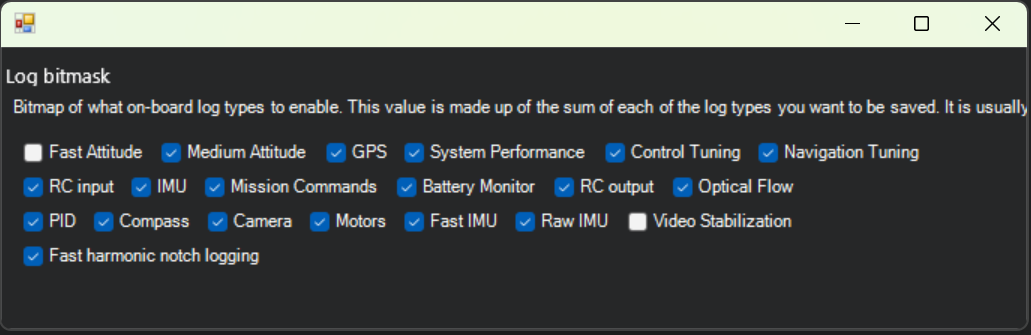 Log bitmask
Bitmap of what on-board log types to enable. This value is made up of the sum of each of the log types you want to be saved. It is usually
Fast Attitude Medium Attitude GPS System Performance Control Tuning Navigation Tuning
RC input IMU Mission Commands Battery Monitor RC output Optical Flow
PID Compass Camera Motors Fast IMU Raw IMU Video Stabilization
Fast harmonic notch logging